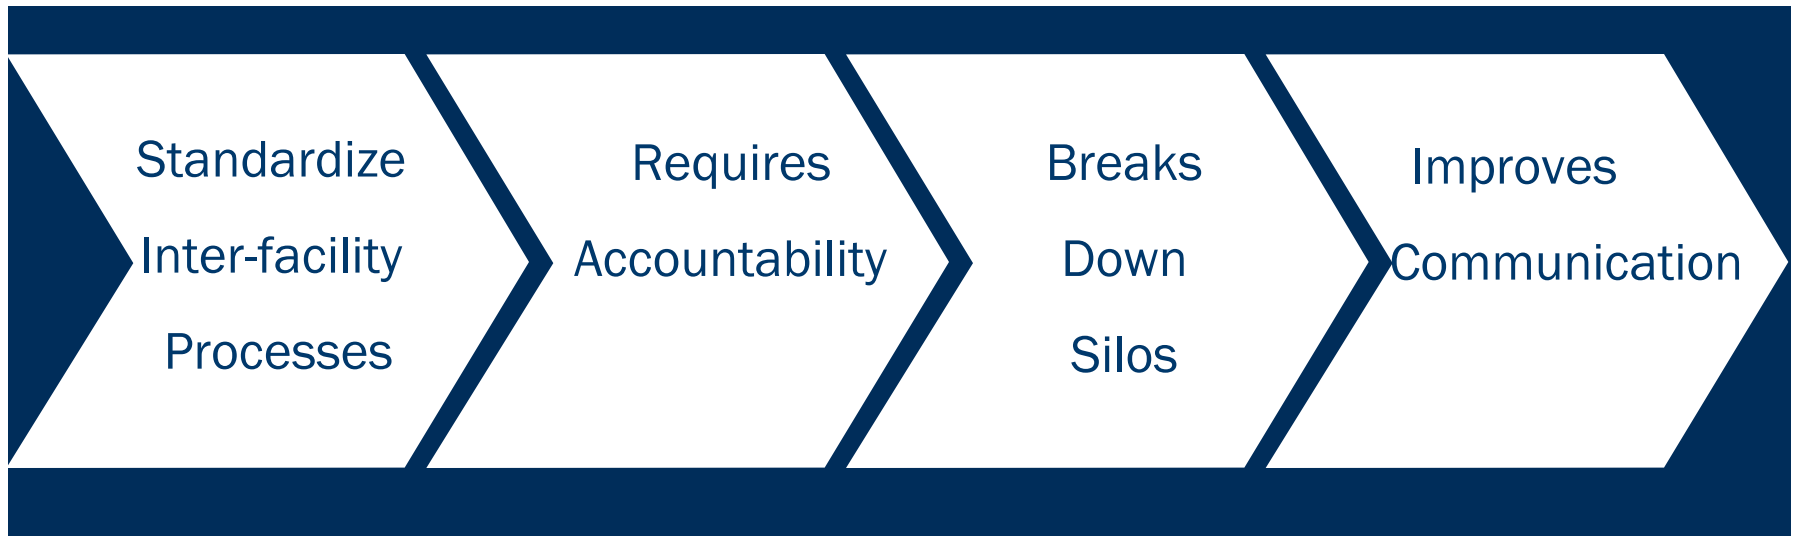 Standardize
Inter-facility
Processes
Requires
Accountability
Breaks
Down
Silos
Improves
Communication